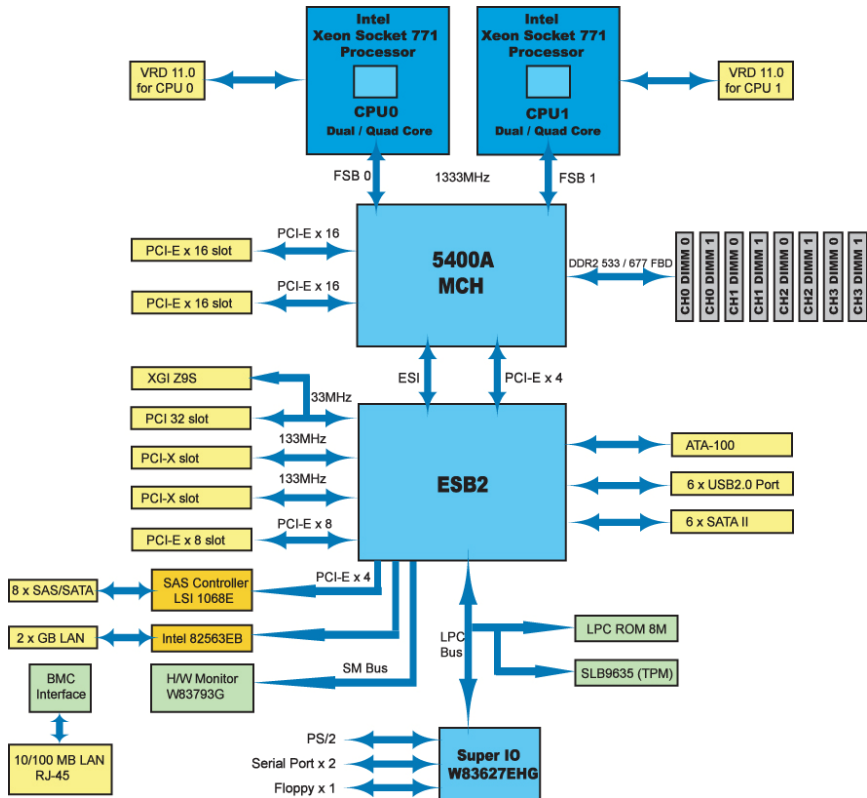 Intel
Xeon Socket 771
Processor
CPU0
Dual / Quad Core
Intel
Xeon Socket 771
Processor
CPU1
Dual / Quad Core
VRD 11.0
for CPU 0
VRD 11.0
for CPU 1
FSB 0
1333MHz
FSB 1
5400A
MCH
PCI-E x 16 slot
PCI-E x 16
PCI-E x 16 slot
PCI-E x 16
DDR2 533 / 677 FBD
CH0 DIMM 0
CH0 DIMM 1
CH1 DIMM 0
CH1 DIMM 1
CH2 DIMM 0
CH2 DIMM 1
CH3 DIMM 0
CH3 DIMM 1
ESI
PCI-E x 4
XGI Z9S
33MHz
PCI 32 slot
133MHz
PCI-X slot
133MHz
PCI-X slot
PCI-E x 8
PCI-E x 8 slot
ESB2
ATA-100
6 x USB2.0 Port
6 x SATA II
PCI-E x 4
8 x SAS/SATA
SAS Controller
LSI 1068E
2 x GB LAN
Intel 82563EB
SM Bus
H/W Monitor
W83793G
BMC
Interface
10/100 MB LAN
RJ-45
LPC
Bus
LPC ROM 8M
SLB9635 (TPM)
PS/2
Serial Port x 2
Floppy x 1
Super IO
W83627EHG